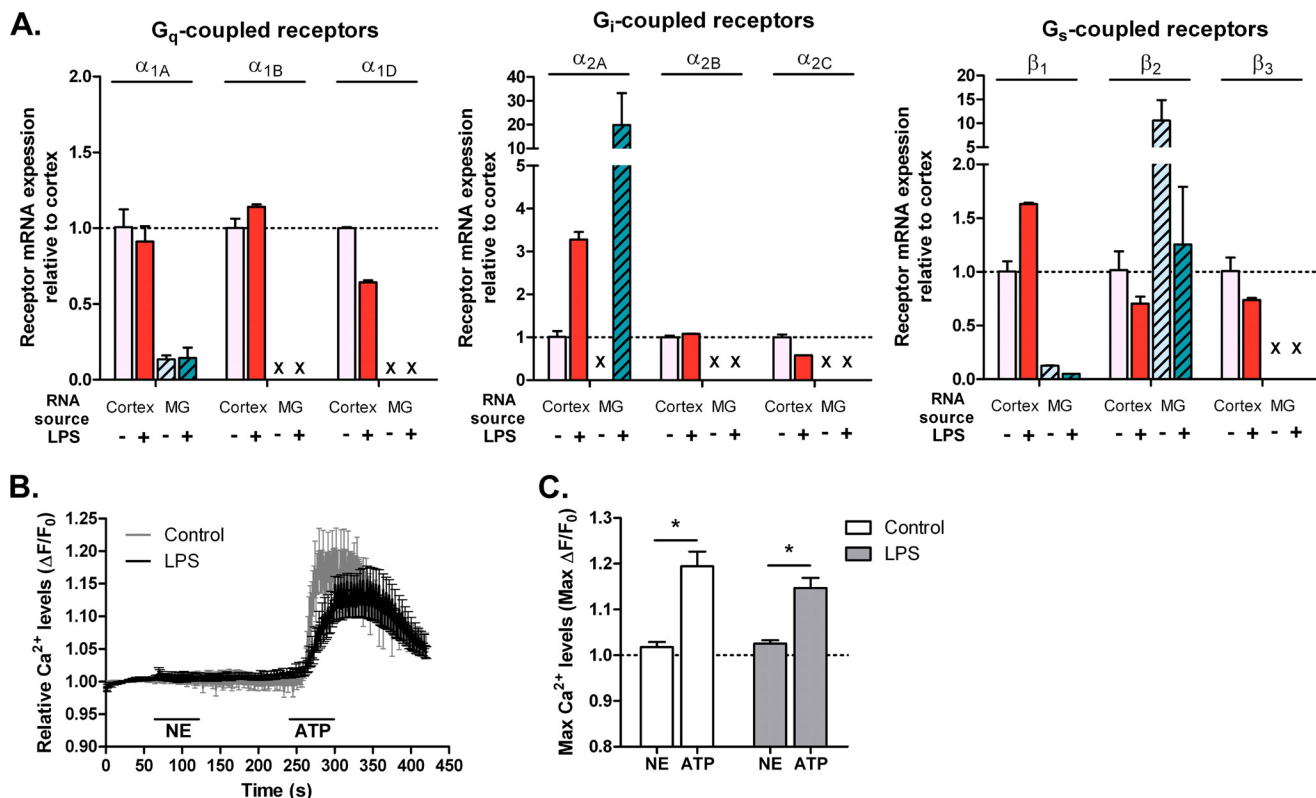 A.
Gq-coupled receptors
α1A α1B α1D
Receptor mRNA expession
relative to cortex
2.0
1.5
1.0
0.5
0.0
X X X X
RNA
source
Cortex MG Cortex MG Cortex MG
LPS - + - + - + - + - + - +
Gi-coupled receptors
α2A α2B α2C
Receptor mRNA expession
relative to cortex
40
30
20
10
5
4
3
2
1
0
X X X X X
RNA
source
Cortex MG Cortex MG Cortex MG
LPS - + - + - + - + - + - +
Gs-coupled receptors
β1 β2 β3
Receptor mRNA expession
relative to cortex
20
15
10
5
2.0
1.5
1.0
0.5
0.0
X X
RNA
source
Cortex MG Cortex MG Cortex MG
LPS - + - + - + - + - + - +
B.
Relative Ca2+ levels (ΔF/F0)
1.25
1.20
1.15
1.10
1.05
1.00
0.95
0.90
Control
LPS
NE ATP
0 50 100 150 200 250 300 350 400 450
Time (s)
C.
Max Ca2+ levels (Max ΔF/F0)
1.3
1.2
1.1
1.0
0.9
0.8
* *
Control
LPS
NE ATP NE ATP